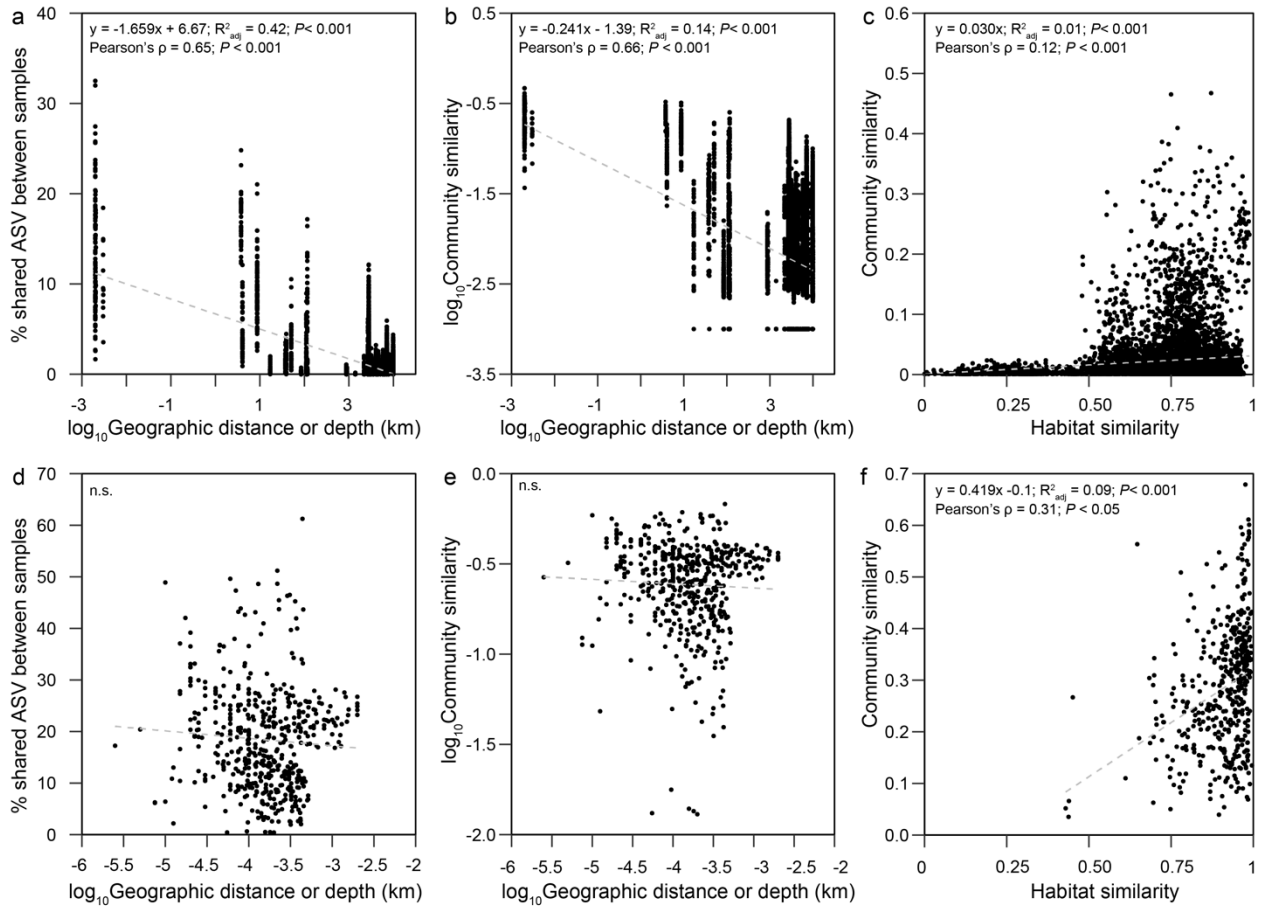 a
y = -1.659x + 6.67; R²adj = 0.42; P< 0.001
Pearson's ρ = 0.65; P < 0.001
% shared ASV between samples
40
30
20
10
0
-3
-1
1
3
log₁₀Geographic distance or depth (km)
b
y = -0.241x - 1.39; R²adj = 0.14; P< 0.001
Pearson's ρ = 0.66; P < 0.001
log₁₀Community similarity
0.5
-0.5
-1.5
-2.5
-3.5
-3
-1
1
3
log₁₀Geographic distance or depth (km)
c
y = 0.030x; R²adj = 0.01; P< 0.001
Pearson's ρ = 0.12; P < 0.001
Community similarity
0.6
0.5
0.4
0.3
0.2
0.1
0
0
0.25
0.50
0.75
1
Habitat similarity
d
n.s.
% shared ASV between samples
70
60
50
40
30
20
10
0
-6
-5.5
-5
-4.5
-4
-3.5
-3
-2.5
-2
log₁₀Geographic distance or depth (km)
e
n.s.
log₁₀Community similarity
0.0
-0.5
-1.0
-1.5
-2.0
-6
-5.5
-5
-4.5
-4
-3.5
-3
-2.5
-2
log₁₀Geographic distance or depth (km)
f
y = 0.419x -0.1; R²adj = 0.09; P< 0.001
Pearson's ρ = 0.31; P < 0.05
Community similarity
0.7
0.6
0.5
0.4
0.3
0.2
0.1
0.0
0
0.25
0.50
0.75
1
Habitat similarity